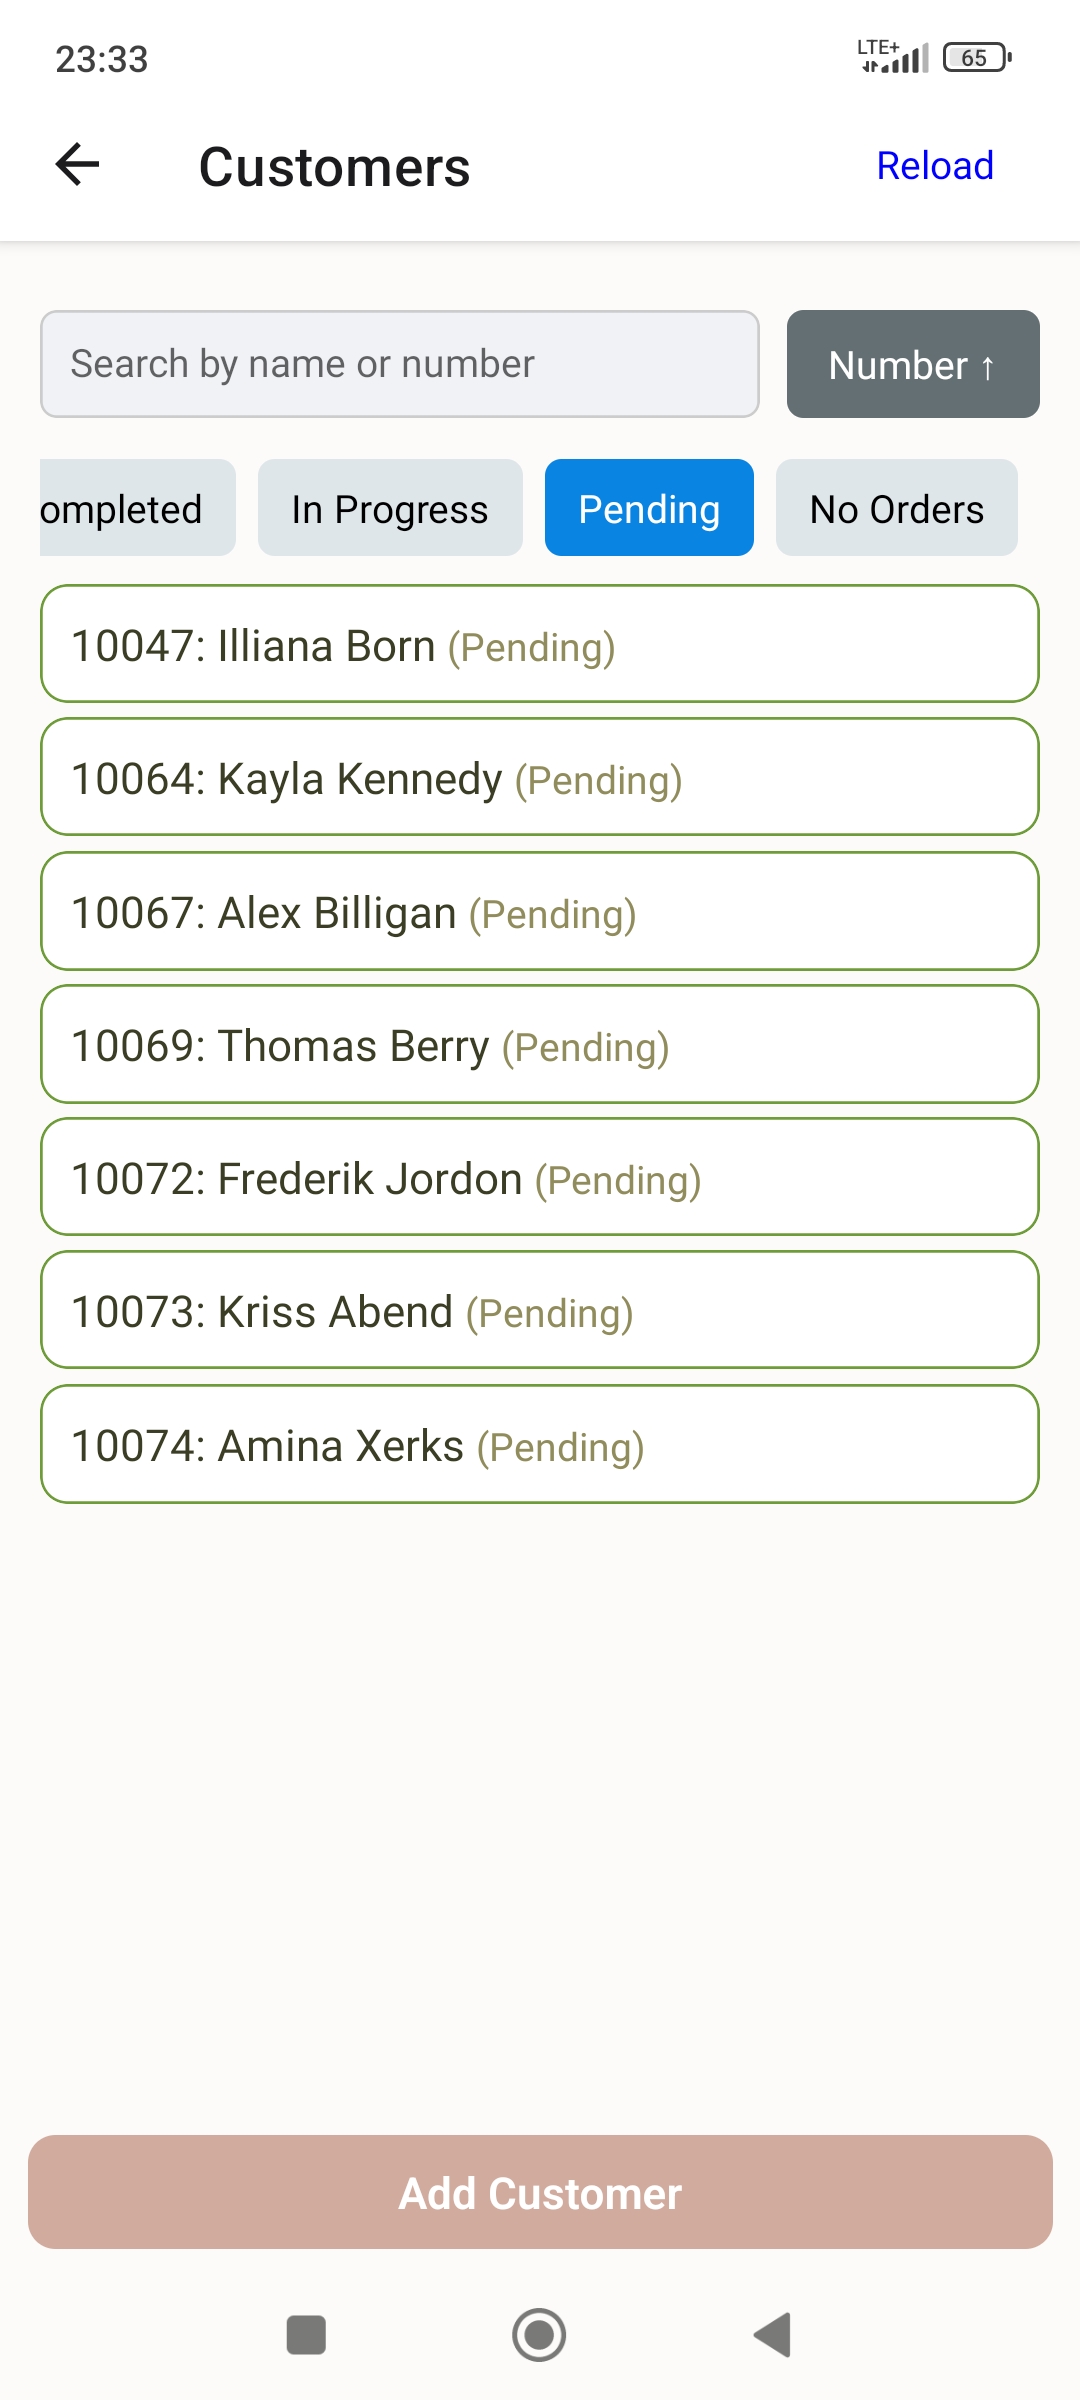 23:33 LTE+ 65
Customers Reload
Search by name or number Number ↑
ompleted In Progress Pending No Orders
10047: Illiana Born (Pending)
10064: Kayla Kennedy (Pending)
10067: Alex Billigan (Pending)
10069: Thomas Berry (Pending)
10072: Frederik Jordon (Pending)
10073: Kriss Abend (Pending)
10074: Amina Xerks (Pending)
Add Customer